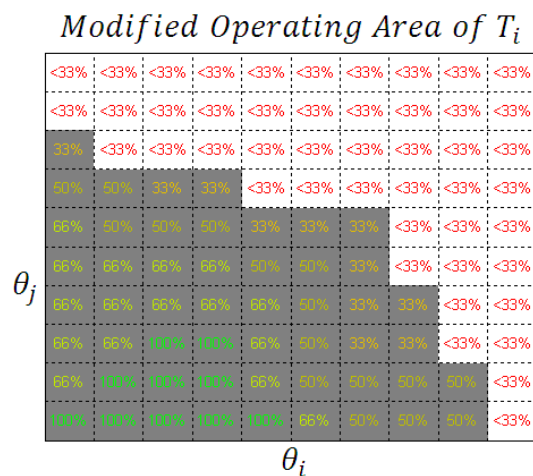 Modified Operating Area of T_i
<33% <33% <33% <33% <33% <33% <33% <33% <33% <33%
<33% <33% <33% <33% <33% <33% <33% <33% <33% <33%
33% <33% <33% <33% <33% <33% <33% <33% <33% <33%
50% 50% 33% 33% <33% <33% <33% <33% <33% <33%
66% 50% 50% 50% 33% 33% 33% <33% <33% <33%
66% 66% 66% 66% 50% 50% 33% <33% <33% <33%
θ_j
66% 66% 66% 66% 66% 50% 33% 33% <33% <33%
66% 66% 100% 100% 66% 50% 33% 33% <33% <33%
66% 100% 100% 100% 66% 50% 50% 50% 50% <33%
100% 100% 100% 100% 100% 66% 50% 50% 50% <33%
θ_i